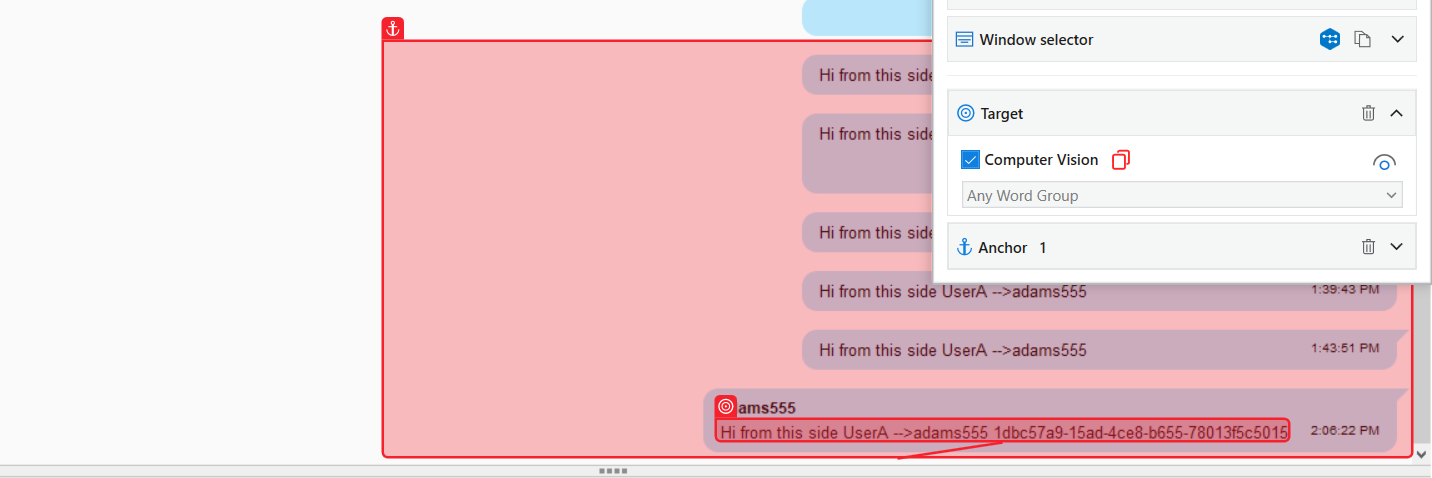 Window selector
Hi from this side
Target
Hi from this side
Computer Vision
Any Word Group
Hi from this side
Anchor 1
Hi from this side UserA -->adams555 1:39:43 PM
Hi from this side UserA -->adams555 1:43:51 PM
ams555
Hi from this side UserA -->adams555 1dbc57a9-15ad-4ce8-b655-78013f5c5015 2:06:22 PM